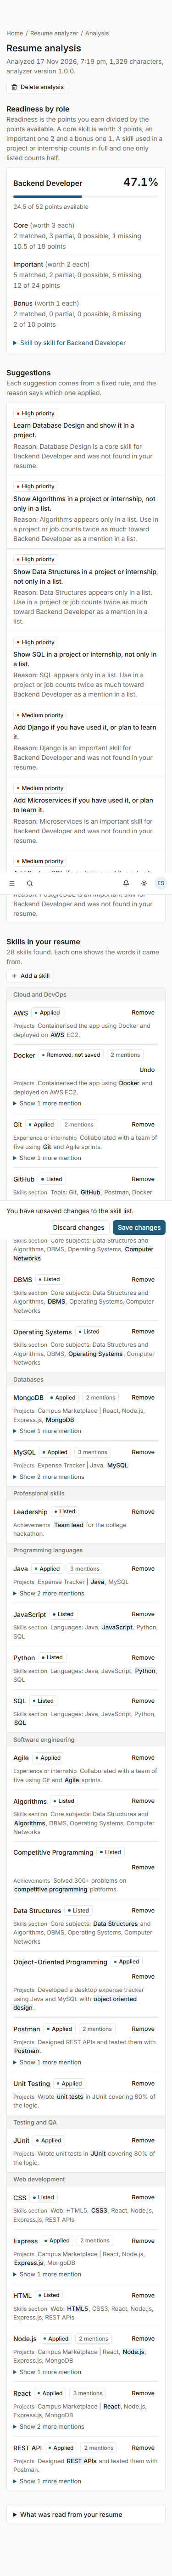 Home / Resume analyzer / Analysis
Resume analysis
Analyzed 17 Nov 2026, 7:19 pm, 1,329 characters,
analyzer version 1.0.0.
Delete analysis
Readiness by role
Readiness is the points you earned divided by the
points available. A core skill is worth 3 points, an
important one 2 and a bonus one 1. A skill used in a
project or internship counts in full and one only
listed counts half.
Backend Developer 47.1%
24.5 of 52 points available
Core (worth 3 each)
2 matched, 3 partial, 0 possible, 1 missing
10.5 of 18 points
Important (worth 2 each)
5 matched, 2 partial, 0 possible, 5 missing
12 of 24 points
Bonus (worth 1 each)
2 matched, 0 partial, 0 possible, 8 missing
2 of 10 points
Skill by skill for Backend Developer
Suggestions
Each suggestion comes from a fixed rule, and the
reason says which one applied.
High priority
Learn Database Design and show it in a
project.
Reason: Database Design is a core skill for
Backend Developer and was not found in your
resume.
High priority
Show Algorithms in a project or internship, not
only in a list.
Reason: Algorithms appears only in a list. Use in
a project or job counts twice as much toward
Backend Developer as a mention in a list.
High priority
Show Data Structures in a project or internship,
not only in a list.
Reason: Data Structures appears only in a list.
Use in a project or job counts twice as much
toward Backend Developer as a mention in a
list.
High priority
Show SQL in a project or internship, not only in
a list.
Reason: SQL appears only in a list. Use in a
project or job counts twice as much toward
Backend Developer as a mention in a list.
Medium priority
Add Django if you have used it, or plan to learn
it.
Reason: Django is an important skill for
Backend Developer and was not found in your
resume.
Medium priority
Add Microservices if you have used it, or plan
to learn it.
Reason: Microservices is an important skill for
Backend Developer and was not found in your
resume.
Medium priority
ES
Backend Developer and was not found in your
resume.
Skills in your resume
28 skills found. Each one shows the words it came
from.
Add a skill
Cloud and DevOps
AWS Applied Remove
Projects Containerised the app using Docker and
deployed on AWS EC2.
Docker Removed, not saved 2 mentions
Undo
Projects Containerised the app using Docker and
deployed on AWS EC2.
Show 1 more mention
Git Applied 2 mentions Remove
Experience or internship Collaborated with a team of
five using Git and Agile sprints.
Show 1 more mention
GitHub Listed Remove
Skills section Tools: Git, GitHub, Postman, Docker
You have unsaved changes to the skill list.
Discard changes Save changes
Skills section Core subjects: Data Structures and
Algorithms, DBMS, Operating Systems, Computer
Networks
DBMS Listed Remove
Skills section Core subjects: Data Structures and
Algorithms, DBMS, Operating Systems, Computer
Networks
Operating Systems Listed Remove
Skills section Core subjects: Data Structures and
Algorithms, DBMS, Operating Systems, Computer
Networks
Databases
MongoDB Applied 2 mentions Remove
Projects Campus Marketplace | React, Node.js,
Express.js, MongoDB
Show 1 more mention
MySQL Applied 3 mentions Remove
Projects Expense Tracker | Java, MySQL
Show 2 more mentions
Professional skills
Leadership Listed Remove
Achievements Team lead for the college
hackathon.
Programming languages
Java Applied 3 mentions Remove
Projects Expense Tracker | Java, MySQL
Show 2 more mentions
JavaScript Listed Remove
Skills section Languages: Java, JavaScript, Python,
SQL
Python Listed Remove
Skills section Languages: Java, JavaScript, Python,
SQL
SQL Listed Remove
Skills section Languages: Java, JavaScript, Python,
SQL
Software engineering
Agile Applied Remove
Experience or internship Collaborated with a team of
five using Git and Agile sprints.
Algorithms Listed Remove
Skills section Core subjects: Data Structures and
Algorithms, DBMS, Operating Systems, Computer
Networks
Competitive Programming Listed
Remove
Achievements Solved 300+ problems on
competitive programming platforms.
Data Structures Listed Remove
Skills section Core subjects: Data Structures and
Algorithms, DBMS, Operating Systems, Computer
Networks
Object-Oriented Programming Applied
Remove
Projects Developed a desktop expense tracker
using Java and MySQL with object oriented
design.
Postman Applied 2 mentions Remove
Projects Designed REST APIs and tested them with
Postman.
Show 1 more mention
Unit Testing Applied Remove
Projects Wrote unit tests in JUnit covering 80% of
the logic.
Testing and QA
JUnit Applied Remove
Projects Wrote unit tests in JUnit covering 80% of
the logic.
Web development
CSS Listed Remove
Skills section Web: HTML5, CSS3, React, Node.js,
Express.js, REST APIs
Express Applied 2 mentions Remove
Projects Campus Marketplace | React, Node.js,
Express.js, MongoDB
Show 1 more mention
HTML Listed Remove
Skills section Web: HTML5, CSS3, React, Node.js,
Express.js, REST APIs
Node.js Applied 2 mentions Remove
Projects Campus Marketplace | React, Node.js,
Express.js, MongoDB
Show 1 more mention
React Applied 3 mentions Remove
Projects Campus Marketplace | React, Node.js,
Express.js, MongoDB
Show 2 more mentions
REST API Applied 2 mentions Remove
Projects Designed REST APIs and tested them with
Postman.
Show 1 more mention
What was read from your resume